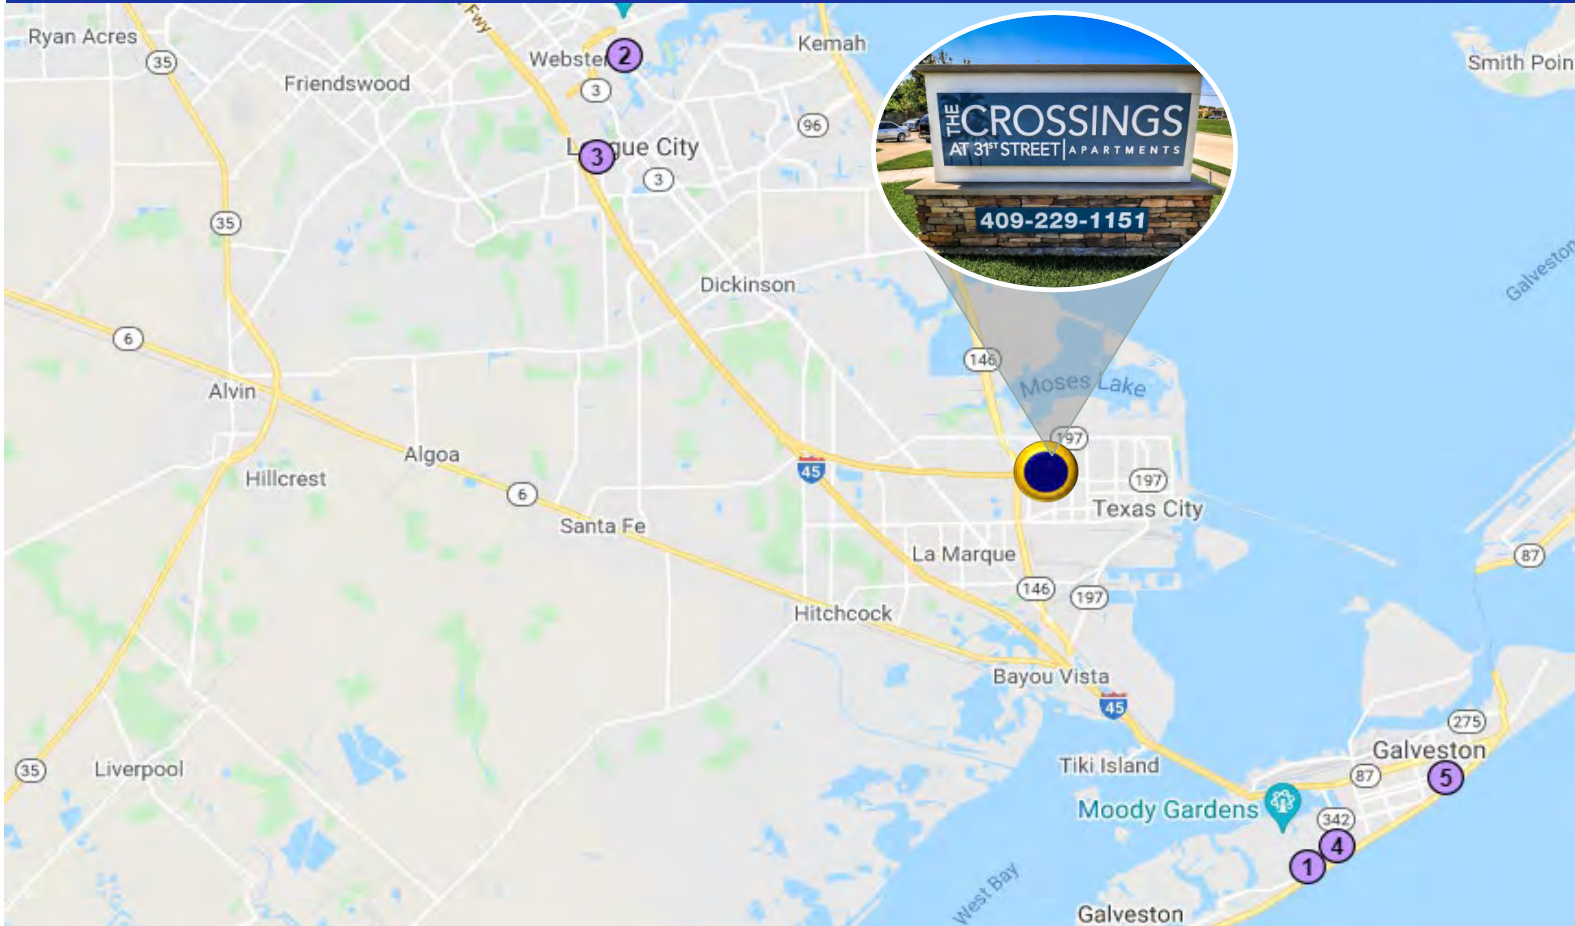 Ryan Acres
35
Fwy
Webster
2
3
Kemah
Smith Poin
Friendswood
96
THE CROSSINGS
AT 31ST STREET APARTMENTS
409-229-1151
3
gue City
3
35
Galveston
Dickinson
6
146
Moses Lake
Alvin
197
Algoa
45
Hillcrest
197
6
Texas City
Santa Fe
La Marque
87
146
197
Hitchcock
Bayou Vista
45
275
Galveston
35
Liverpool
Tiki Island
87
5
Moody Gardens
342
4
1
West Bay
Galveston